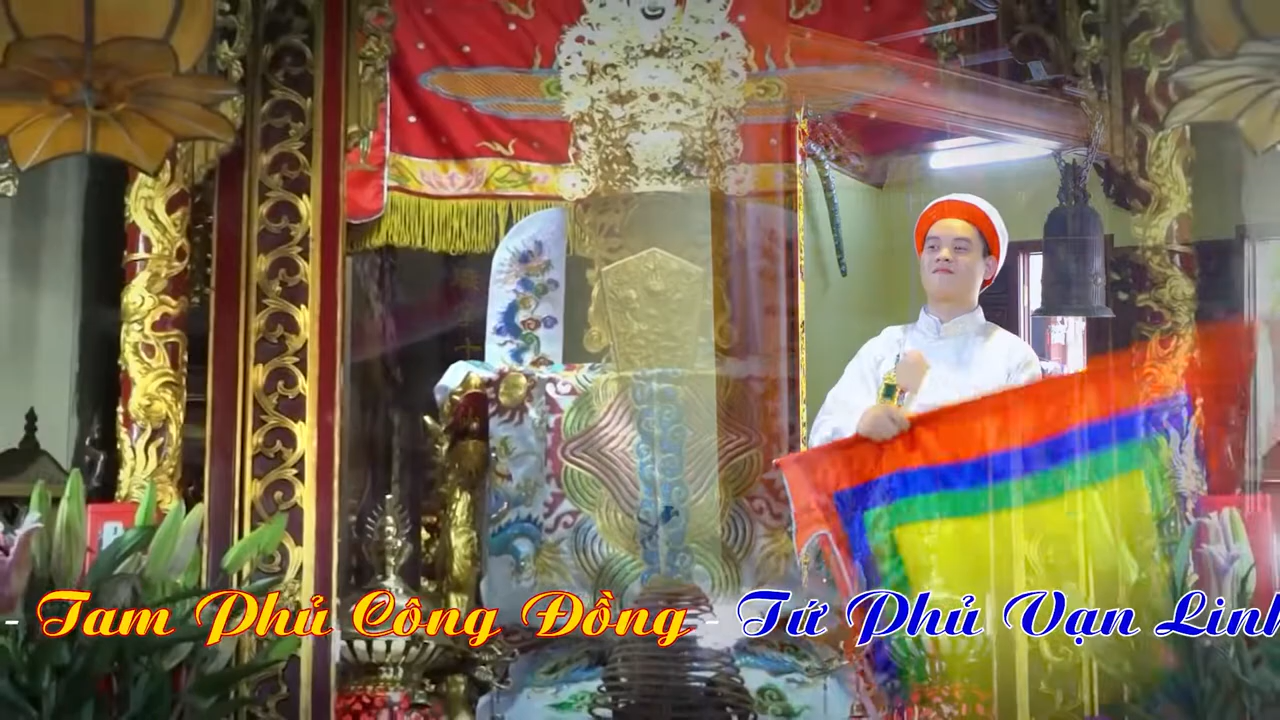 - Tam Phủ Công Đồng - Tứ Phủ Vạn Linh